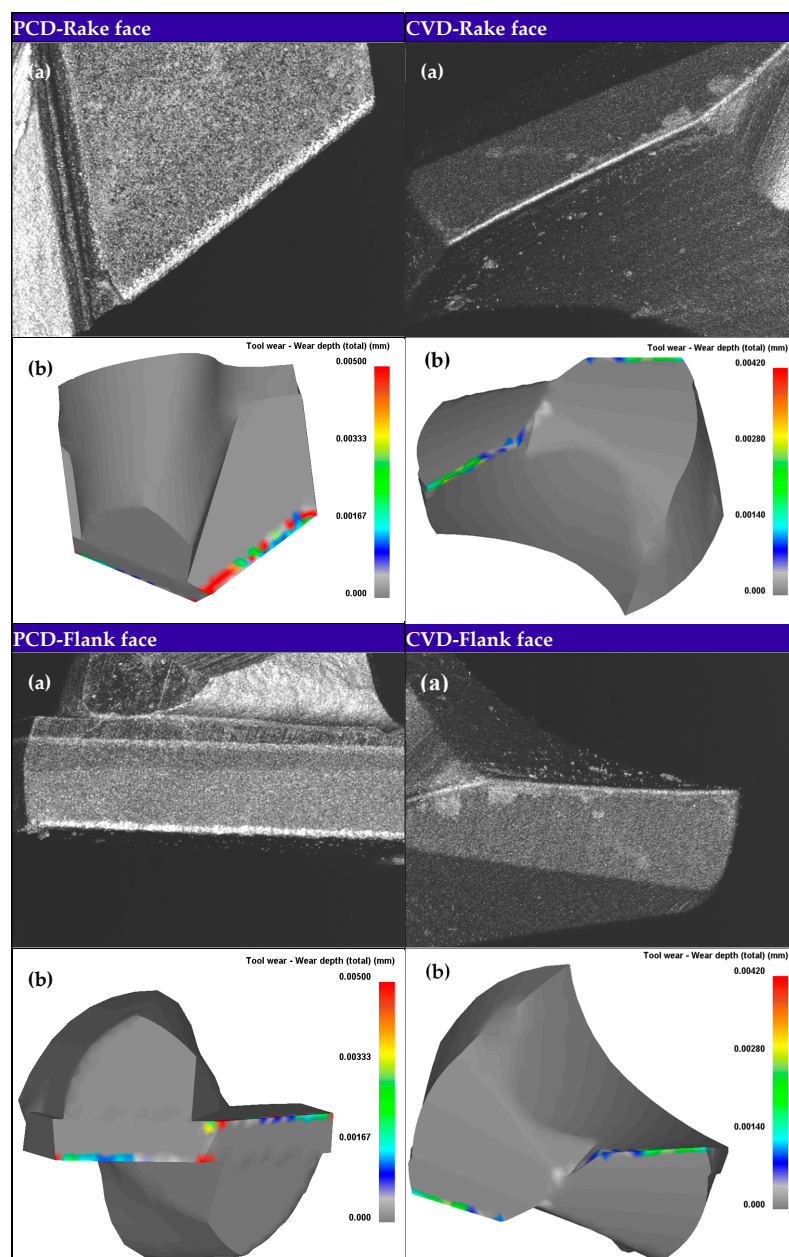 PCD-Rake face
CVD-Rake face
(a)
(a)
Tool wear - Wear depth (total) (mm)
(b)
0.00500
0.00333
0.00167
0.000
Tool wear - Wear depth (total) (mm)
(b)
0.00420
0.00280
0.00140
0.000
PCD-Flank face
CVD-Flank face
(a)
(a)
Tool wear - Wear depth (total) (mm)
(b)
0.00500
0.00333
0.00167
0.000
Tool wear - Wear depth (total) (mm)
(b)
0.00420
0.00280
0.00140
0.000